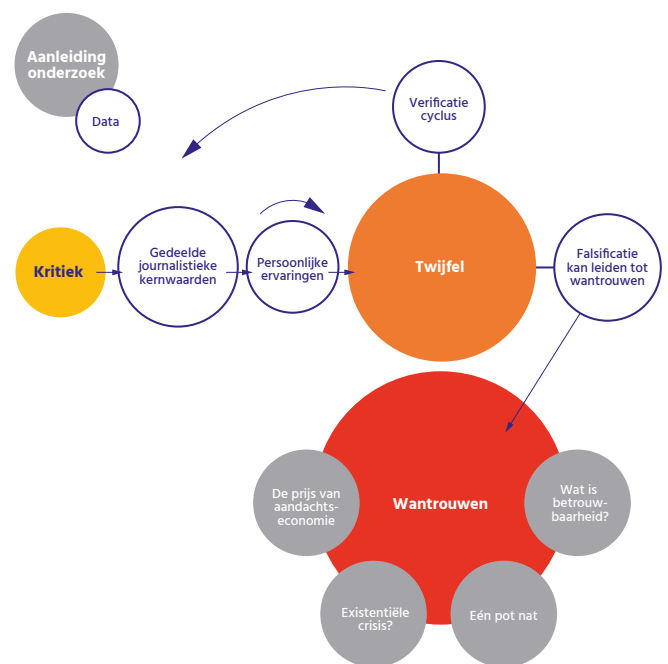 Aanleiding
onderzoek
Data
Verificatie
cyclus
Kritiek
Gedeelde
journalistieke
kernwaarden
Persoonlijke
ervaringen
Twijfel
Falsificatie
kan leiden tot
wantrouwen
De prijs van
aandachts-
economie
Wantrouwen
Wat is
betrouw-
baarheid?
Existentiële
crisis?
Eén pot nat